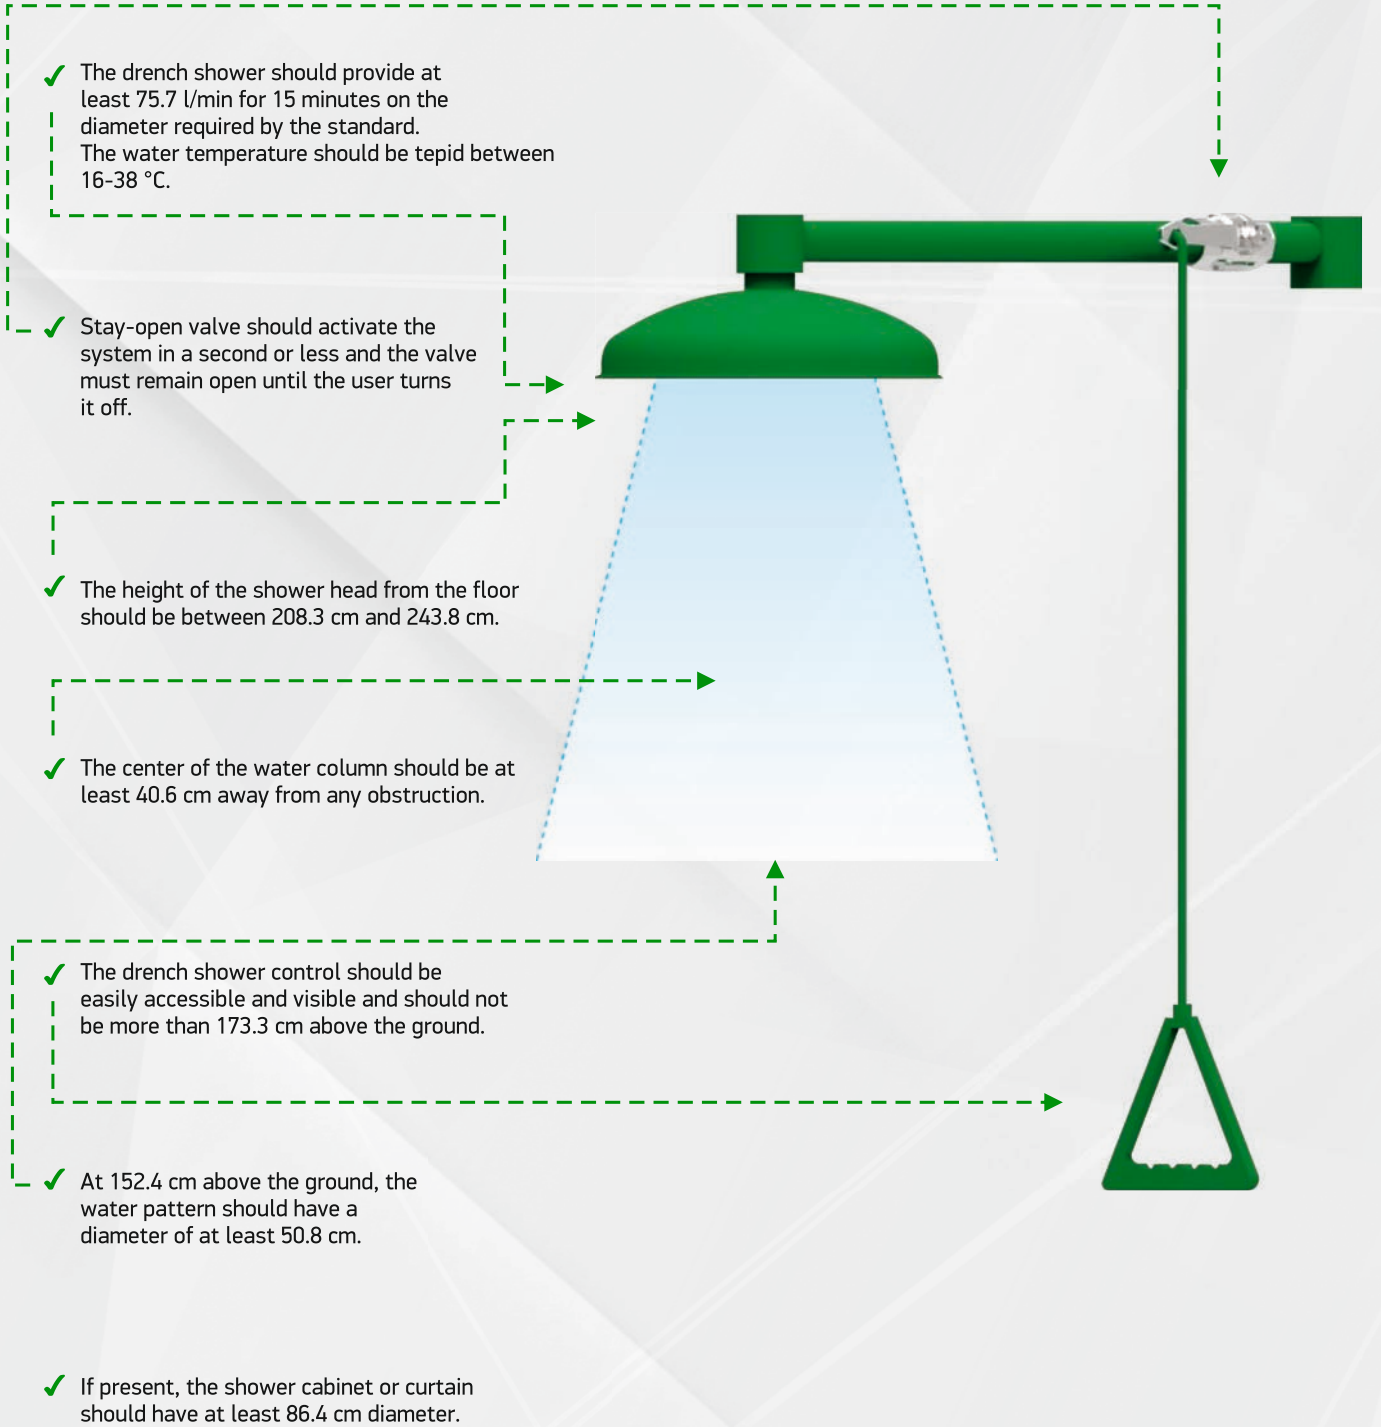 The drench shower should provide at
least 75.7 l/min for 15 minutes on the
diameter required by the standard.
The water temperature should be tepid between
16-38 °C.
Stay-open valve should activate the
system in a second or less and the valve
must remain open until the user turns
it off.
The height of the shower head from the floor
should be between 208.3 cm and 243.8 cm.
The center of the water column should be at
least 40.6 cm away from any obstruction.
The drench shower control should be
easily accessible and visible and should not
be more than 173.3 cm above the ground.
At 152.4 cm above the ground, the
water pattern should have a
diameter of at least 50.8 cm.
If present, the shower cabinet or curtain
should have at least 86.4 cm diameter.